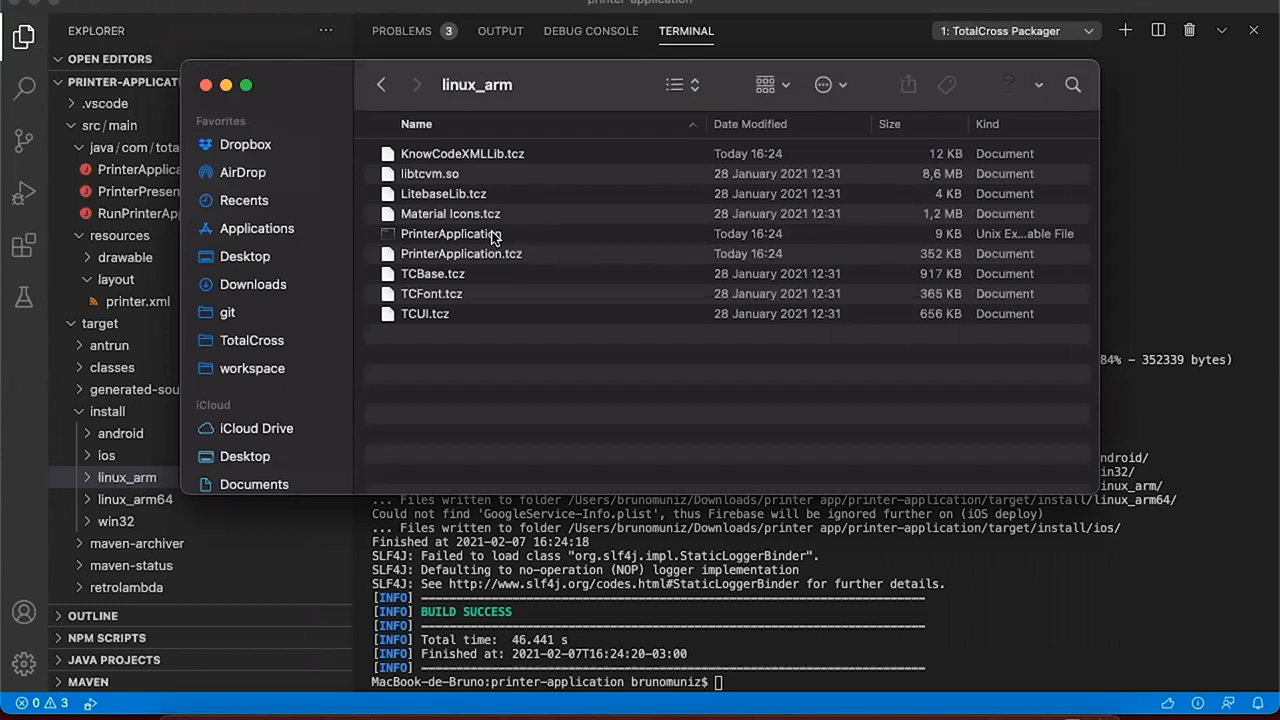 printer-application
EXPLORER
PROBLEMS 3 OUTPUT DEBUG CONSOLE TERMINAL
1: TotalCross Packager
OPEN EDITORS
PRINTER-APPLICATI
.vscode
src/main
java/com/tota
PrinterApplica
PrinterPresen
RunPrinterAp
resources
drawable
layout
printer.xml
target
antrun
classes
generated-sou
install
android
ios
linux_arm
linux_arm64
win32
maven-archiver
maven-status
retrolambda
OUTLINE
NPM SCRIPTS
JAVA PROJECTS
MAVEN
0 3
Favorites
Dropbox
AirDrop
Recents
Applications
Desktop
Downloads
git
TotalCross
workspace
iCloud
iCloud Drive
Desktop
Documents
linux_arm
Name Date Modified Size Kind
KnowCodeXMLLib.tcz Today 16:24 12 KB Document
libtcvm.so 28 January 2021 12:31 8,6 MB Document
LitebaseLib.tcz 28 January 2021 12:31 4 KB Document
Material Icons.tcz 28 January 2021 12:31 1,2 MB Document
PrinterApplication Today 16:24 9 KB Unix Ex...able File
PrinterApplication.tcz Today 16:24 352 KB Document
TCBase.tcz 28 January 2021 12:31 917 KB Document
TCFont.tcz 28 January 2021 12:31 365 KB Document
TCUI.tcz 28 January 2021 12:31 656 KB Document
84% - 352339 bytes)
ndroid/
in32/
inux_arm/
... Files written to folder /Users/brunomuniz/Downloads/printer app/printer-application/target/install/linux_arm64/
Could not find 'GoogleService-Info.plist', thus Firebase will be ignored further on (iOS deploy)
... Files written to folder /Users/brunomuniz/Downloads/printer app/printer-application/target/install/ios/
Finished at 2021-02-07 16:24:18
SLF4J: Failed to load class "org.slf4j.impl.StaticLoggerBinder".
SLF4J: Defaulting to no-operation (NOP) logger implementation
SLF4J: See http://www.slf4j.org/codes.html#StaticLoggerBinder for further details.
[INFO] ------------------------------------------------------------------------
[INFO] BUILD SUCCESS
[INFO] ------------------------------------------------------------------------
[INFO] Total time:  46.441 s
[INFO] Finished at: 2021-02-07T16:24:20-03:00
[INFO] ------------------------------------------------------------------------
MacBook-de-Bruno:printer-application brunomuniz$